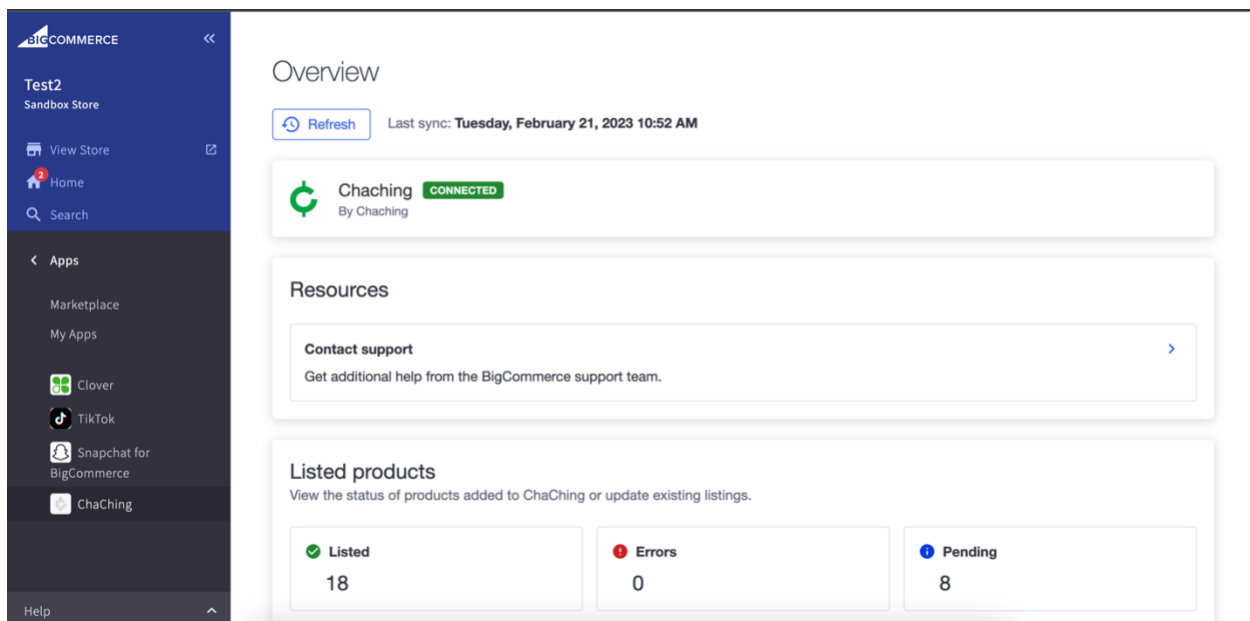 BIGCOMMERCE
Test2
Sandbox Store
View Store
2
Home
Search
Apps
Marketplace
My Apps
Clover
TikTok
Snapchat for
BigCommerce
ChaChing
Help
Overview
Refresh
Last sync: Tuesday, February 21, 2023 10:52 AM
Chaching CONNECTED
By Chaching
Resources
Contact support
Get additional help from the BigCommerce support team.
Listed products
View the status of products added to ChaChing or update existing listings.
Listed
18
Errors
0
Pending
8